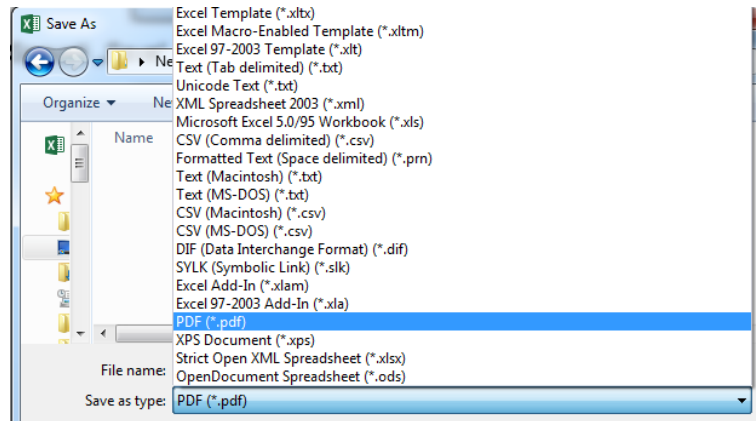 Save As
Excel Template (*.xltx)
Excel Macro-Enabled Template (*.xltm)
Excel 97-2003 Template (*.xlt)
Text (Tab delimited) (*.txt)
Unicode Text (*.txt)
XML Spreadsheet 2003 (*.xml)
Microsoft Excel 5.0/95 Workbook (*.xls)
CSV (Comma delimited) (*.csv)
Formatted Text (Space delimited) (*.prn)
Text (Macintosh) (*.txt)
Text (MS-DOS) (*.txt)
CSV (Macintosh) (*.csv)
CSV (MS-DOS) (*.csv)
DIF (Data Interchange Format) (*.dif)
SYLK (Symbolic Link) (*.slk)
Excel Add-In (*.xlam)
Excel 97-2003 Add-In (*.xla)
PDF (*.pdf)
XPS Document (*.xps)
Strict Open XML Spreadsheet (*.xlsx)
OpenDocument Spreadsheet (*.ods)
Ne
Organize Ne
Name
File name:
Save as type: PDF (*.pdf)